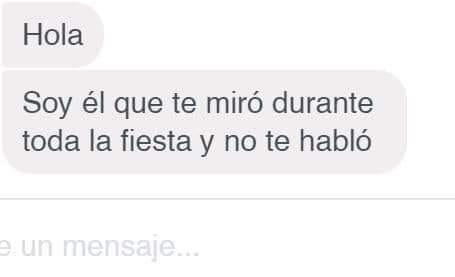 Hola
Soy él que te miró durante
toda la fiesta y no te habló
e un mensaje...